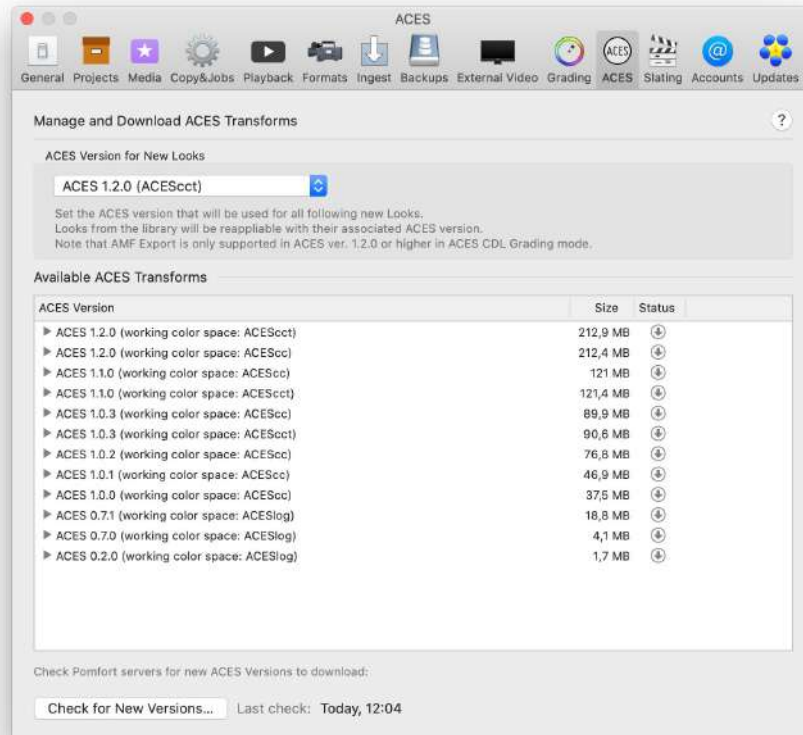 ACES
General Projects Media Copy&Jobs Playback Formats Ingest Backups External Video Grading ACES Slating Accounts Updates
Manage and Download ACES Transforms ?
ACES Version for New Looks
ACES 1.2.0 (ACEScct)
Set the ACES version that will be used for all following new Looks.
Looks from the library will be reappliable with their associated ACES version.
Note that AMF Export is only supported in ACES ver. 1.2.0 or higher in ACES CDL Grading mode.
Available ACES Transforms
ACES Version Size Status
ACES 1.2.0 (working color space: ACEScct) 212,9 MB
ACES 1.2.0 (working color space: ACEScc) 212,4 MB
ACES 1.1.0 (working color space: ACEScc) 121 MB
ACES 1.1.0 (working color space: ACEScct) 121,4 MB
ACES 1.0.3 (working color space: ACEScc) 89,9 MB
ACES 1.0.3 (working color space: ACEScct) 90,6 MB
ACES 1.0.2 (working color space: ACEScc) 76,8 MB
ACES 1.0.1 (working color space: ACEScc) 46,9 MB
ACES 1.0.0 (working color space: ACEScc) 37,5 MB
ACES 0.7.1 (working color space: ACESlog) 18,8 MB
ACES 0.7.0 (working color space: ACESlog) 4,1 MB
ACES 0.2.0 (working color space: ACESlog) 1,7 MB
Check Pomfort servers for new ACES Versions to download:
Check for New Versions... Last check: Today, 12:04